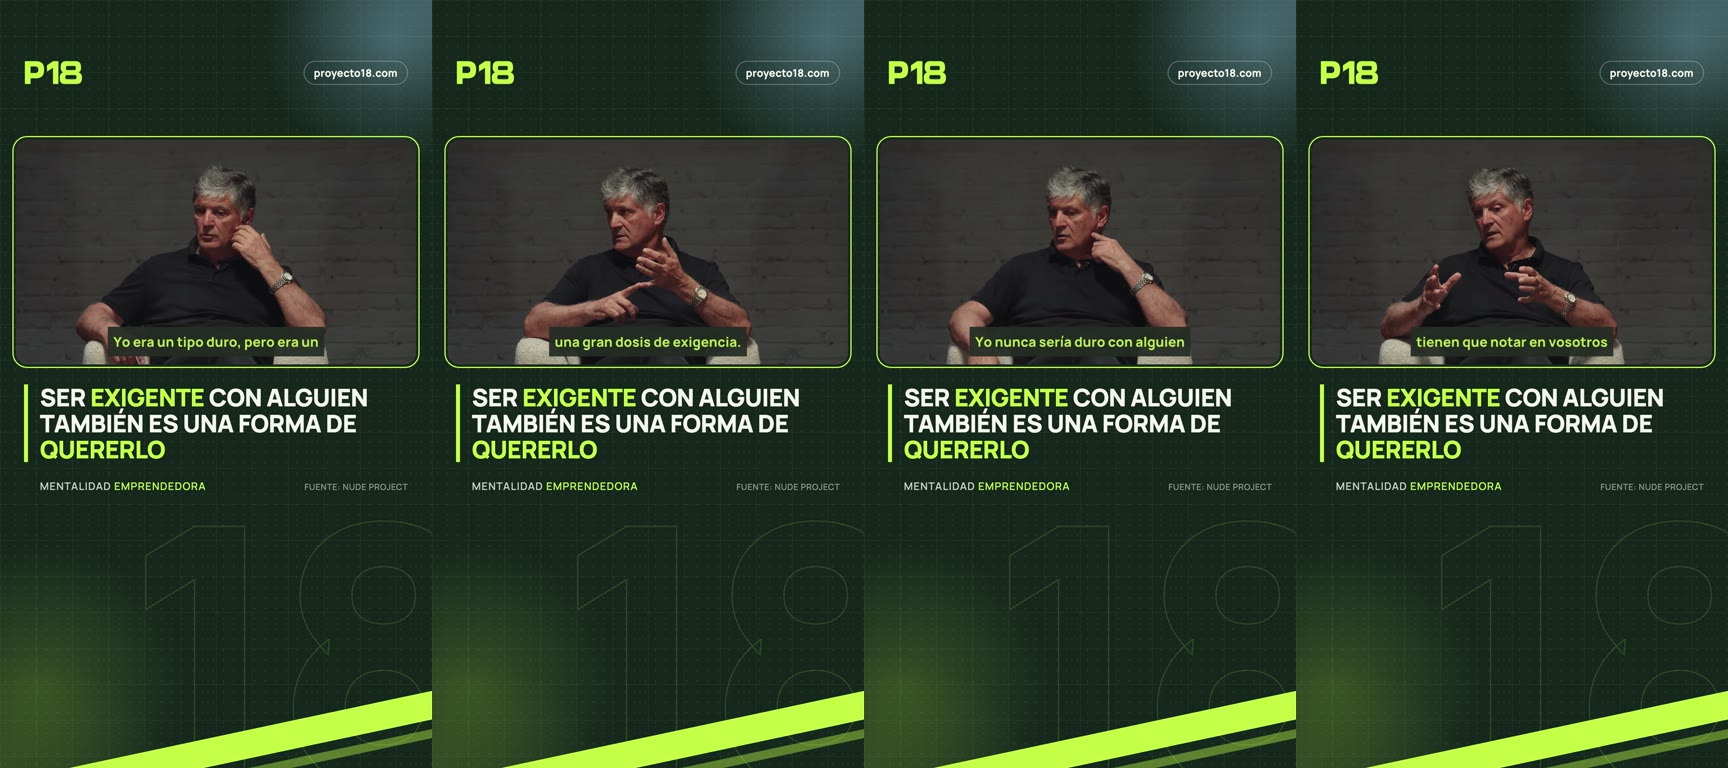 P18
proyecto18.com
Yo era un tipo duro, pero era un
SER EXIGENTE CON ALGUIEN
TAMBIÉN ES UNA FORMA DE
QUERERLO
MENTALIDAD EMPRENDEDORA
FUENTE: NUDE PROJECT
18
P18
proyecto18.com
una gran dosis de exigencia.
SER EXIGENTE CON ALGUIEN
TAMBIÉN ES UNA FORMA DE
QUERERLO
MENTALIDAD EMPRENDEDORA
FUENTE: NUDE PROJECT
18
P18
proyecto18.com
Yo nunca sería duro con alguien
SER EXIGENTE CON ALGUIEN
TAMBIÉN ES UNA FORMA DE
QUERERLO
MENTALIDAD EMPRENDEDORA
FUENTE: NUDE PROJECT
18
P18
proyecto18.com
tienen que notar en vosotros
SER EXIGENTE CON ALGUIEN
TAMBIÉN ES UNA FORMA DE
QUERERLO
MENTALIDAD EMPRENDEDORA
FUENTE: NUDE PROJECT
18